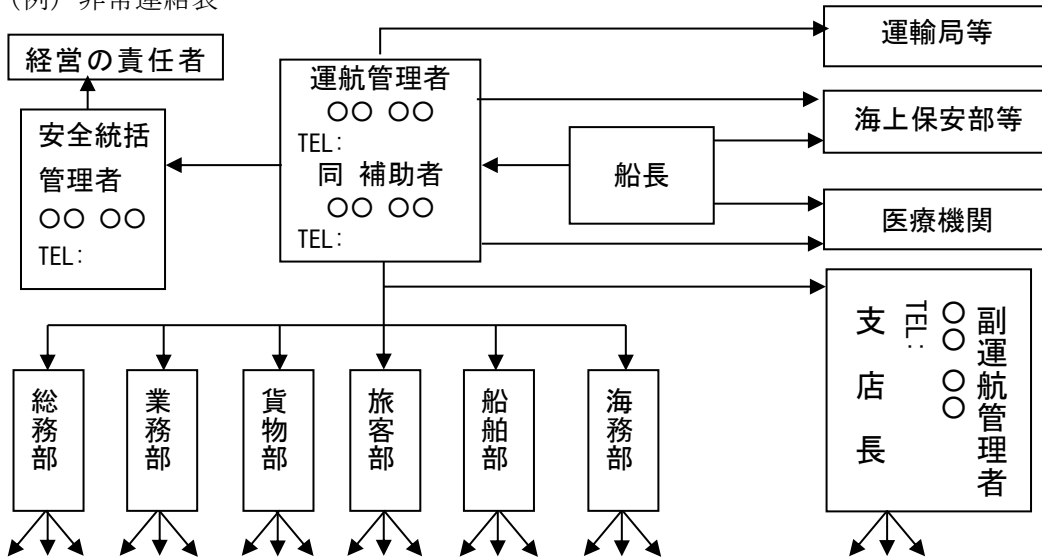 (例) 非常連絡表
経営の責任者
安全統括
管理者
○○ ○○
TEL:
運航管理者
○○ ○○
TEL:
同 補助者
○○ ○○
TEL:
船長
運輸局等
海上保安部等
医療機関
副運航管理者
○○ ○○
TEL:
支店長
総務部
業務部
貨物部
旅客部
船舶部
海務部